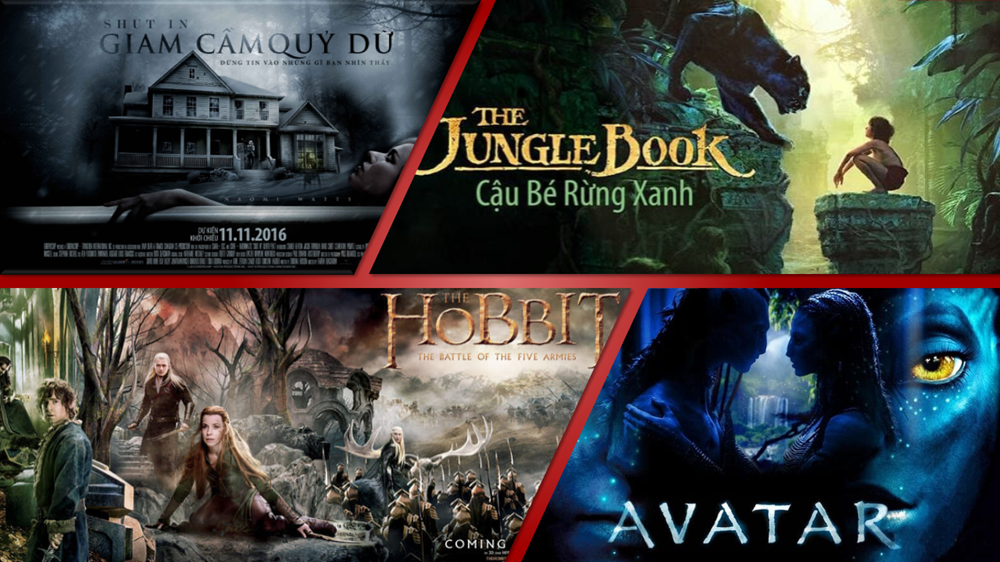 SHUT IN
GIAM CẦM QUỶ DỮ
ĐỪNG TIN VÀO NHỮNG GÌ BẠN NHÌN THẤY
NAOMI WATTS
DỰ KIẾN
KHỞI CHIẾU 11.11.2016
THE
JUNGLE BOOK
Cậu Bé Rừng Xanh
THE
HOBBIT
THE BATTLE OF THE FIVE ARMIES
COMING
AVATAR